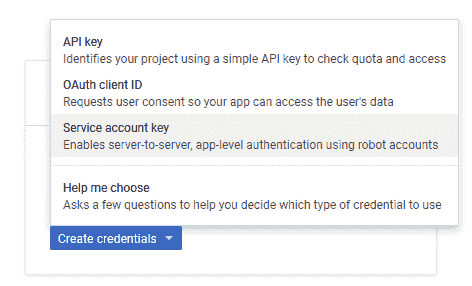 API key
Identifies your project using a simple API key to check quota and access
OAuth client ID
Requests user consent so your app can access the user's data
Service account key
Enables server-to-server, app-level authentication using robot accounts
Help me choose
Asks a few questions to help you decide which type of credential to use
Create credentials